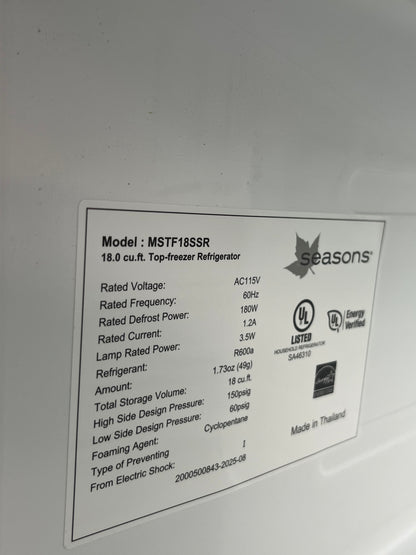 Model : MSTF18SSR
18.0 cu.ft. Top-freezer Refrigerator
seasons®
Rated Voltage: AC115V
Rated Frequency: 60Hz
Rated Defrost Power: 180W
Rated Current: 1.2A
Lamp Rated Power: 3.5W
Refrigerant: R600a
Amount: 1.73oz (49g)
Total Storage Volume: 18 cu.ft.
High Side Design Pressure: 150psig
Low Side Design Pressure: 60psig
Foaming Agent: Cyclopentane
Type of Preventing
From Electric Shock: I
2000500843-2025-08
UL
LISTED
HOUSEHOLD REFRIGERATOR
SA46310
UL Energy
Verified
Made in Thailand